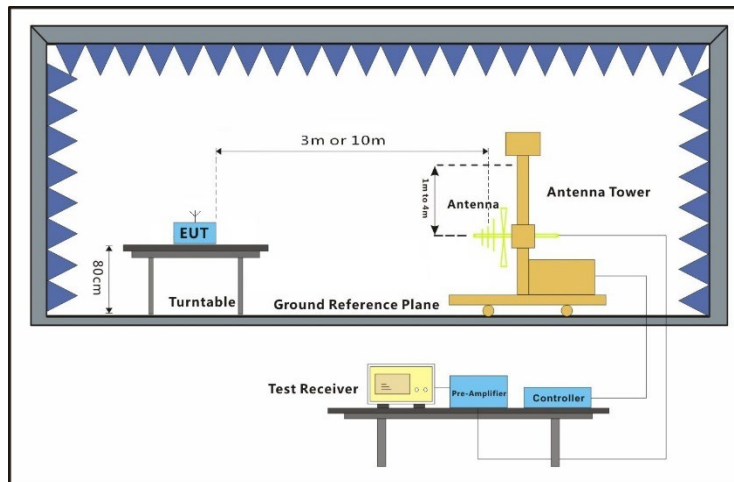 3m or 10m
1m to 4m
Antenna
Antenna Tower
EUT
80cm
Turntable
Ground Reference Plane
Test Receiver
Pre-Amplifier
Controller